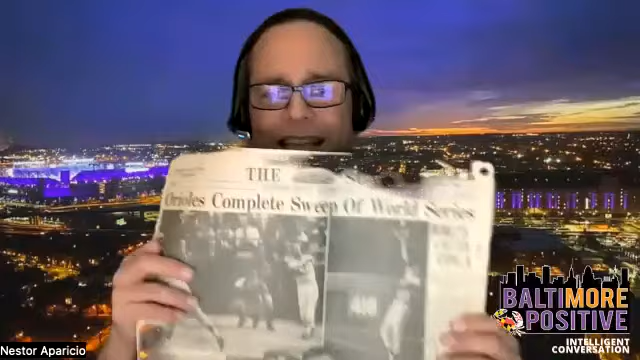 THE
Orioles Complete Sweep Of World Series
BALTIMORE
POSITIVE
INTELLIGENT
CONVERSATION
Nestor Aparicio